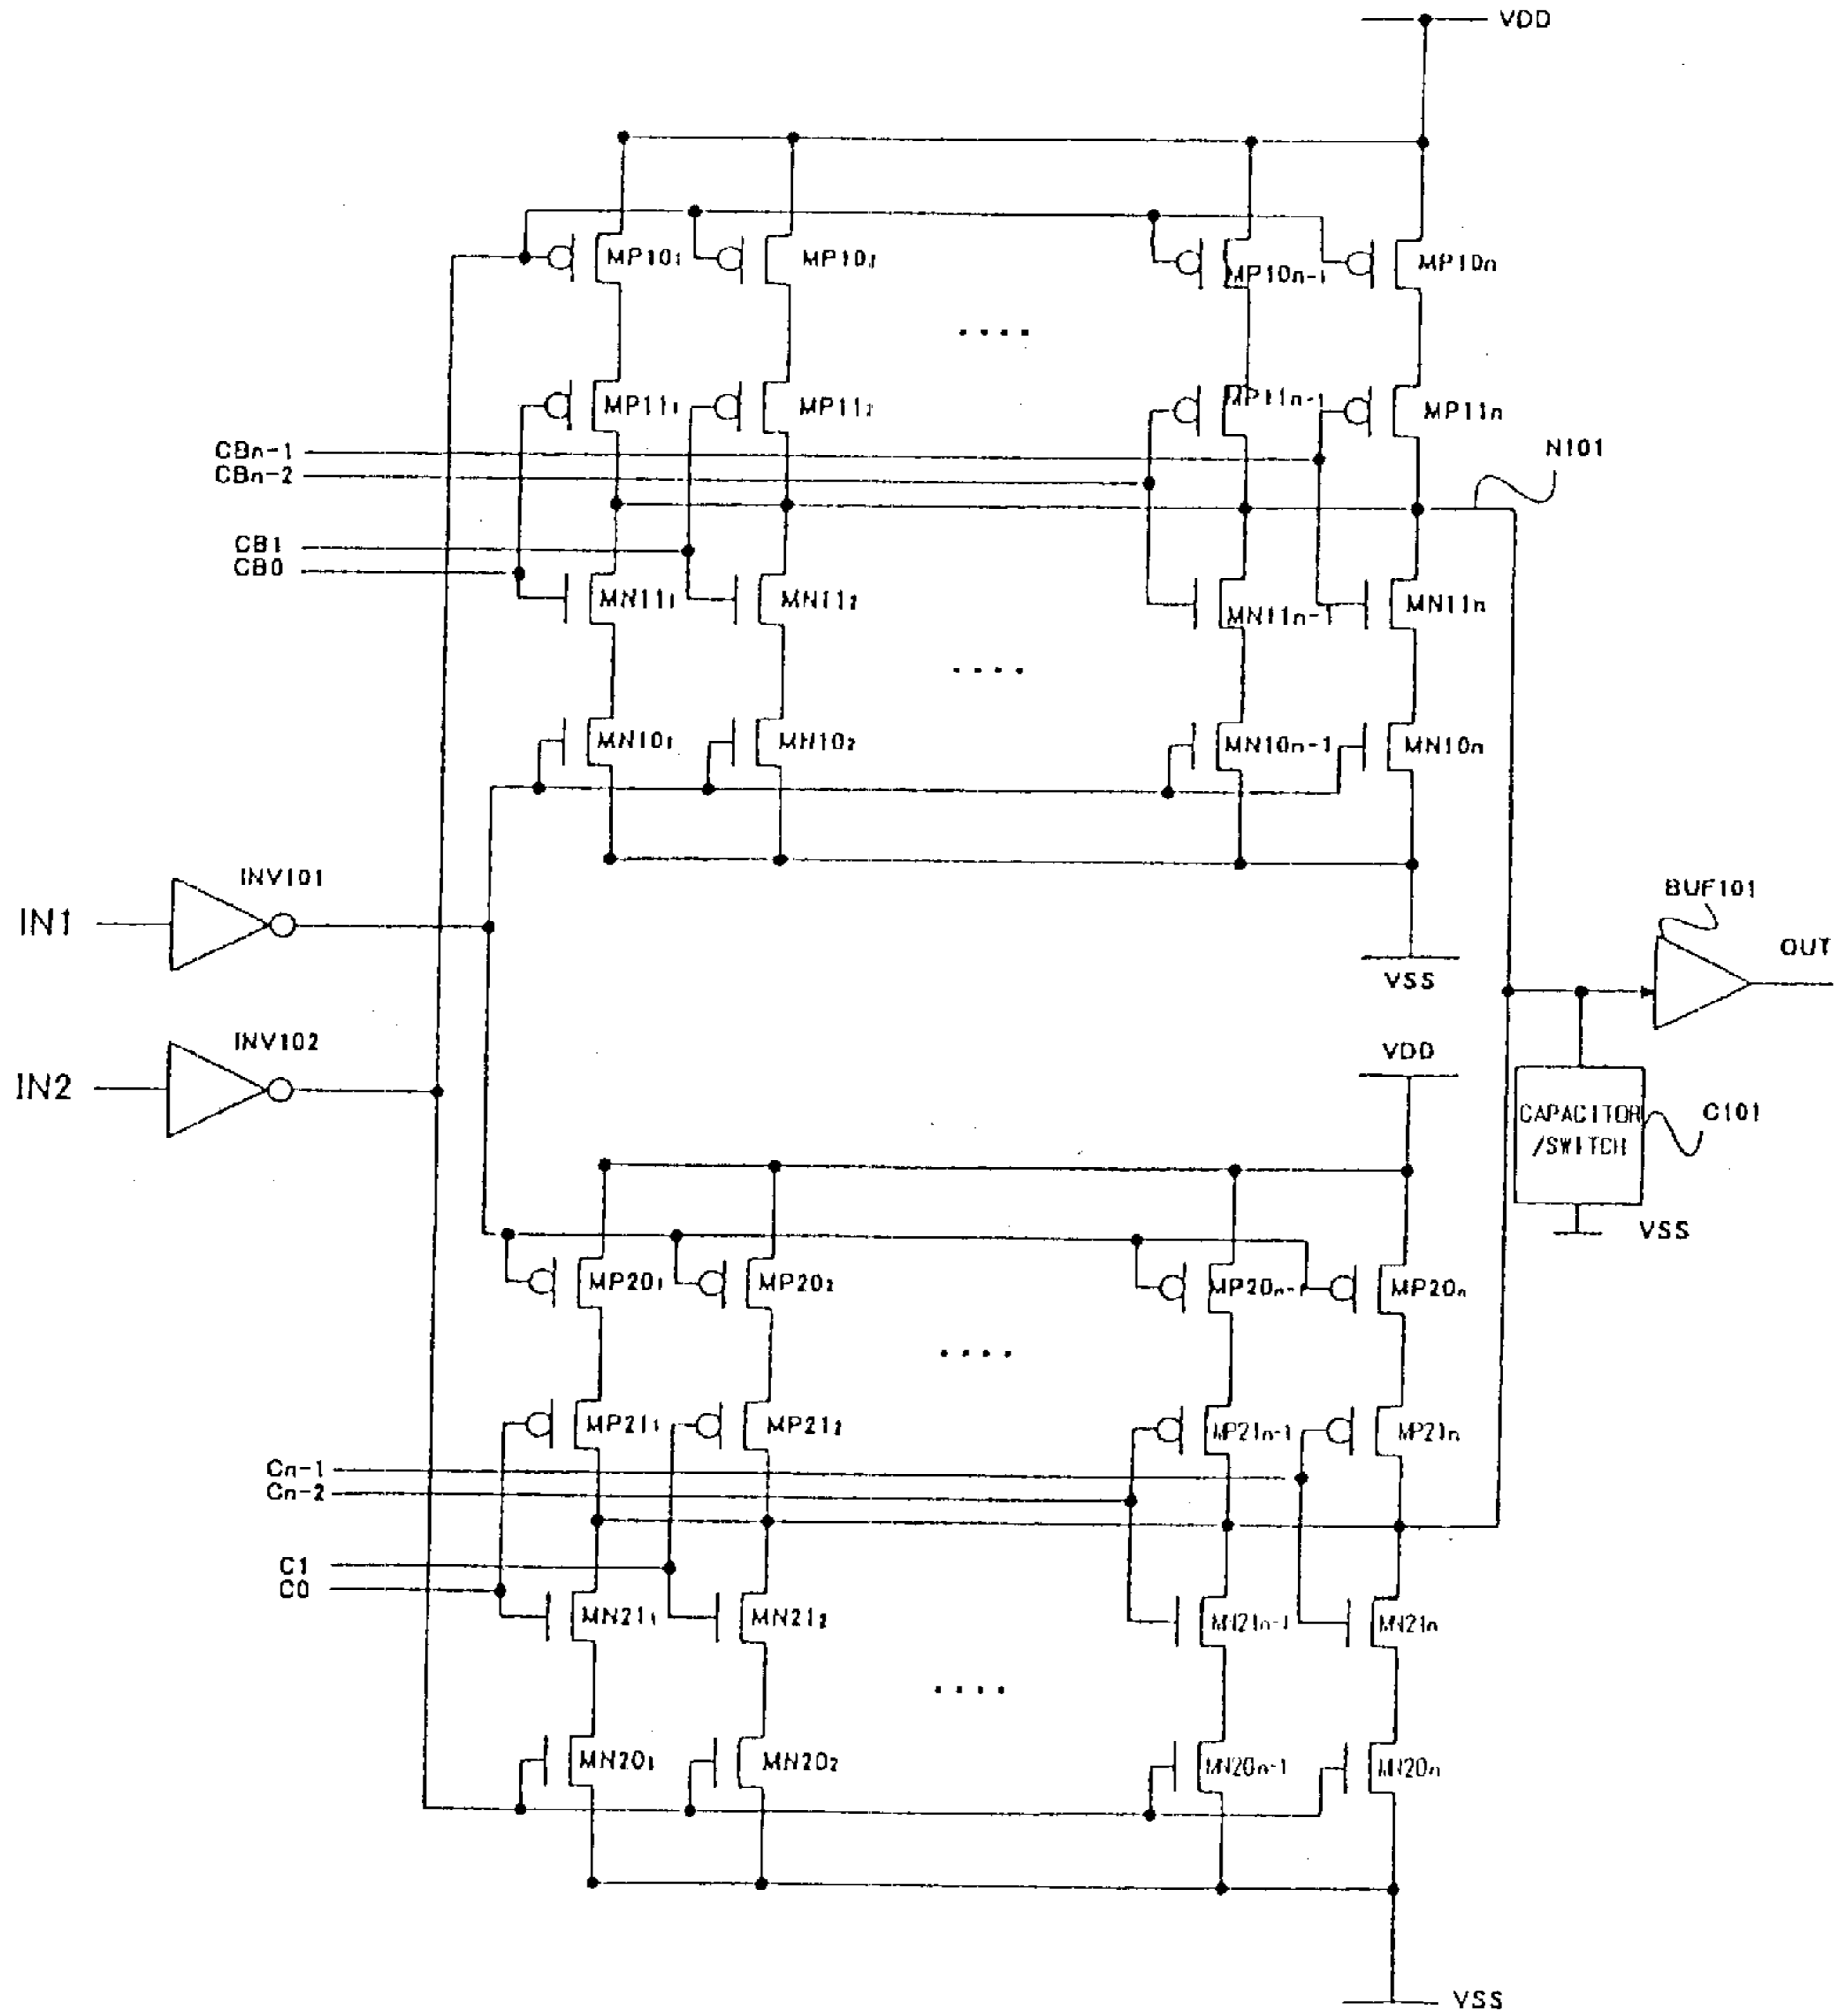 VDD
MP101
MP102
MP10n-1
MP10n
MP111
MP112
MP11n-1
MP11n
CBn-1
CBn-2
N101
CB1
CB0
MN111
MN112
MN11n-1
MN11n
MN101
MN102
MN10n-1
MN10n
IN1
INV101
BUF101
OUT
VSS
IN2
INV102
VDD
CAPACITOR
/SWITCH
C101
VSS
MP201
MP202
MP20n-1
MP20n
MP211
MP212
MP21n-1
MP21n
Cn-1
Cn-2
C1
C0
MN211
MN212
MN21n-1
MN21n
MN201
MN202
MN20n-1
MN20n
VSS